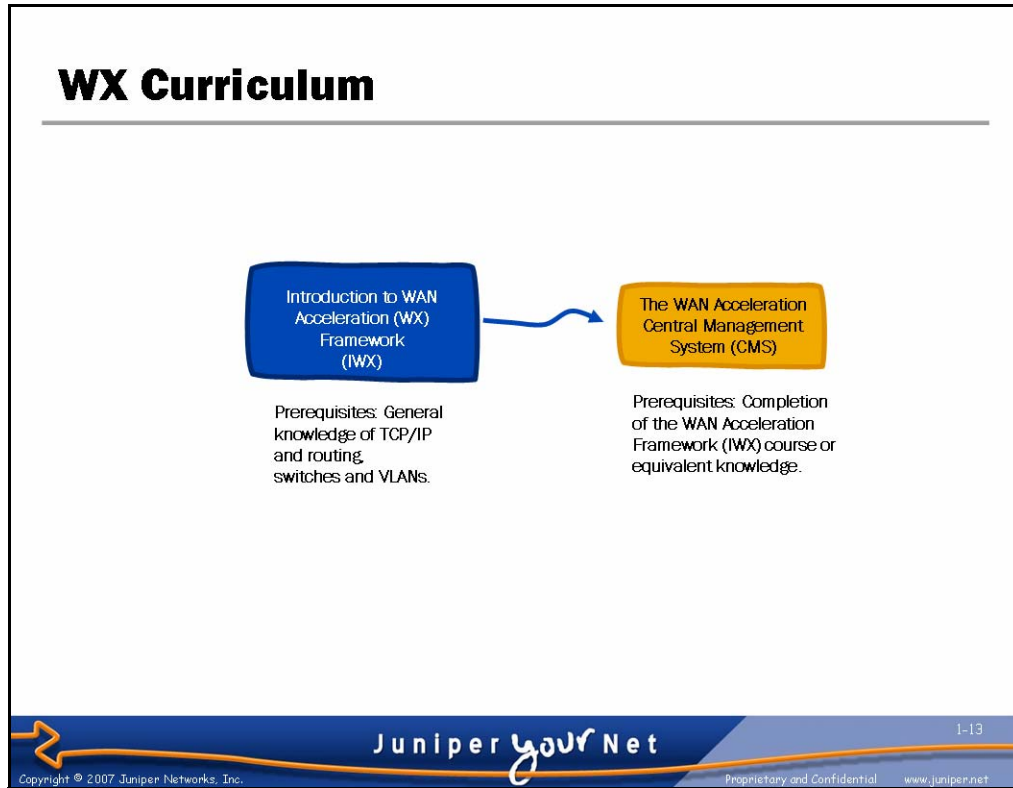 WX Curriculum
Introduction to WAN
Acceleration (WX)
Framework
(IWX)
Prerequisites: General
knowledge of TCP/IP
and routing,
switches and VLANs.
The WAN Acceleration
Central Management
System (CMS)
Prerequisites: Completion
of the WAN Acceleration
Framework (IWX) course or
equivalent knowledge.
Juniper your Net
1-13
Copyright © 2007 Juniper Networks, Inc.
Proprietary and Confidential
www.juniper.net